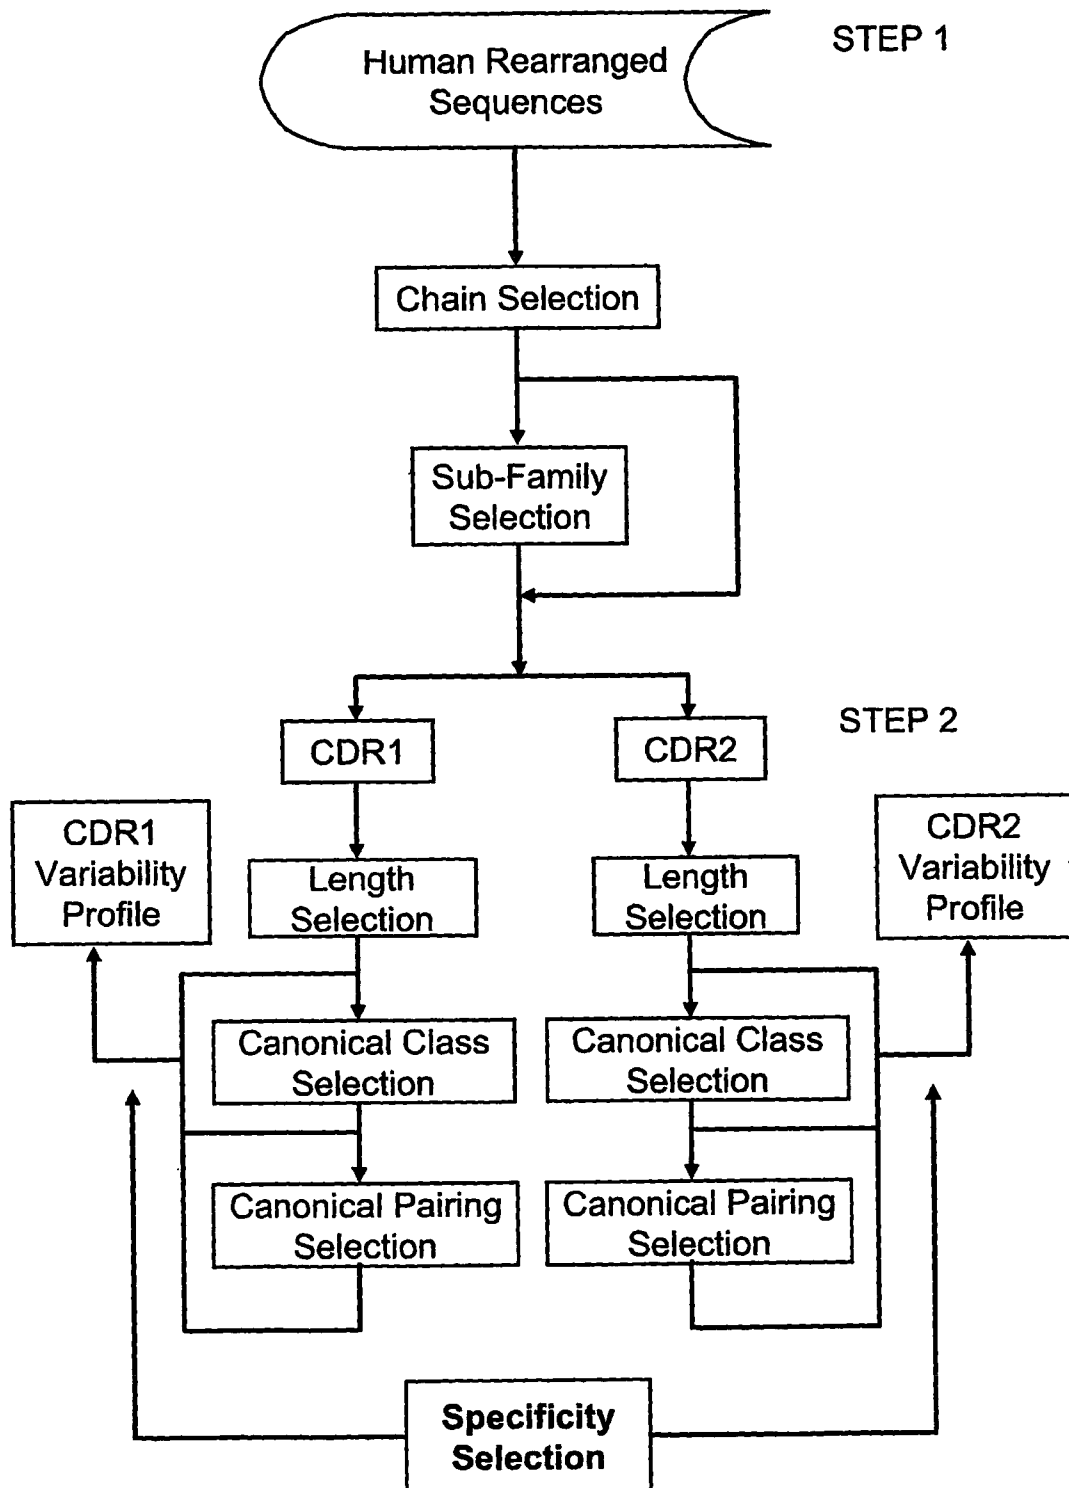 STEP 1
Human Rearranged
Sequences
Chain Selection
Sub-Family
Selection
STEP 2
CDR1
CDR2
CDR1
Variability
Profile
Length
Selection
Length
Selection
CDR2
Variability
Profile
Canonical Class
Selection
Canonical Class
Selection
Canonical Pairing
Selection
Canonical Pairing
Selection
Specificity
Selection